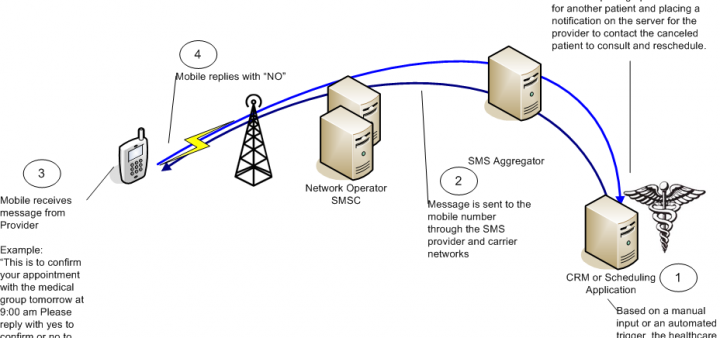 for another patient and placing a
notification on the server for the
provider to contact the canceled
patient to consult and reschedule.
4
Mobile replies with “NO”
3
Mobile receives
message from
Provider
Example:
“This is to confirm
your appointment
with the medical
group tomorrow at
9:00 am Please
reply with yes to
confirm or no to
Network Operator
SMSC
SMS Aggregator
2
Message is sent to the
mobile number
through the SMS
provider and carrier
networks
CRM or Scheduling
Application
1
Based on a manual
input or an automated
trigger, the healthcare